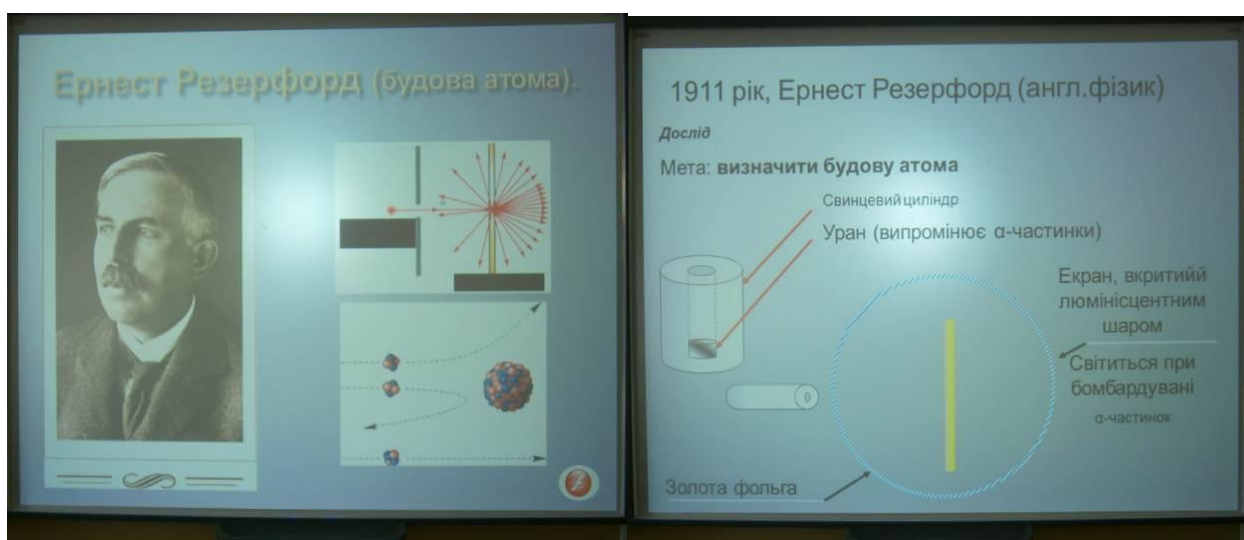 Ернест Резерфорд (будова атома).
1911 рік, Ернест Резерфорд (англ.фізик)
Дослід
Мета: визначити будову атома
Свинцевий циліндр
Уран (випромінює α-частинки)
Екран, вкритийй
люмінісцентним
шаром
Світиться при
бомбардувані
α-частинок
Золота фольга